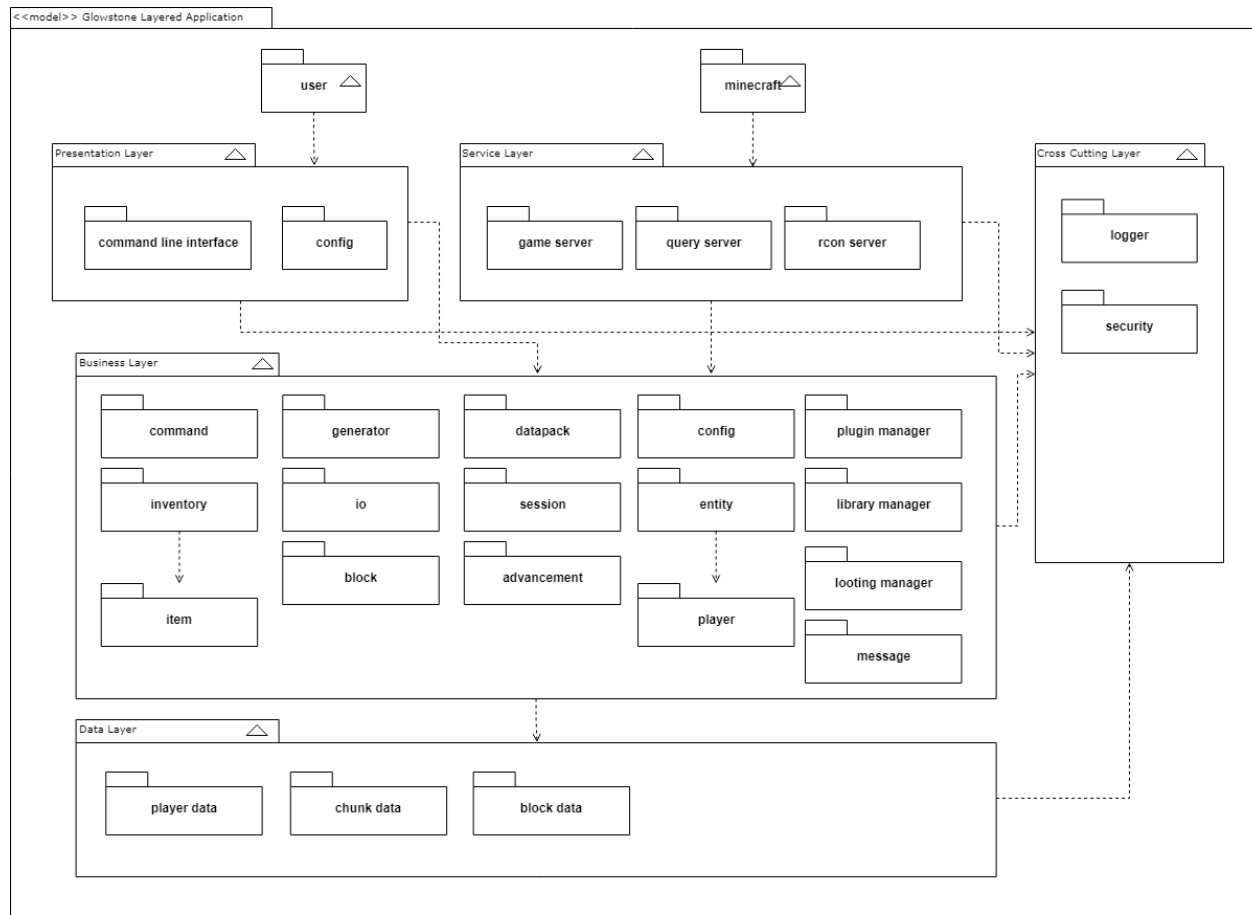 <<model>> Glowstone Layered Application
user
minecraft
Presentation Layer
Service Layer
Cross Cutting Layer
command line interface
config
game server
query server
rcon server
logger
security
Business Layer
command
generator
datapack
config
plugin manager
inventory
io
session
entity
library manager
block
advancement
looting manager
item
player
message
Data Layer
player data
chunk data
block data